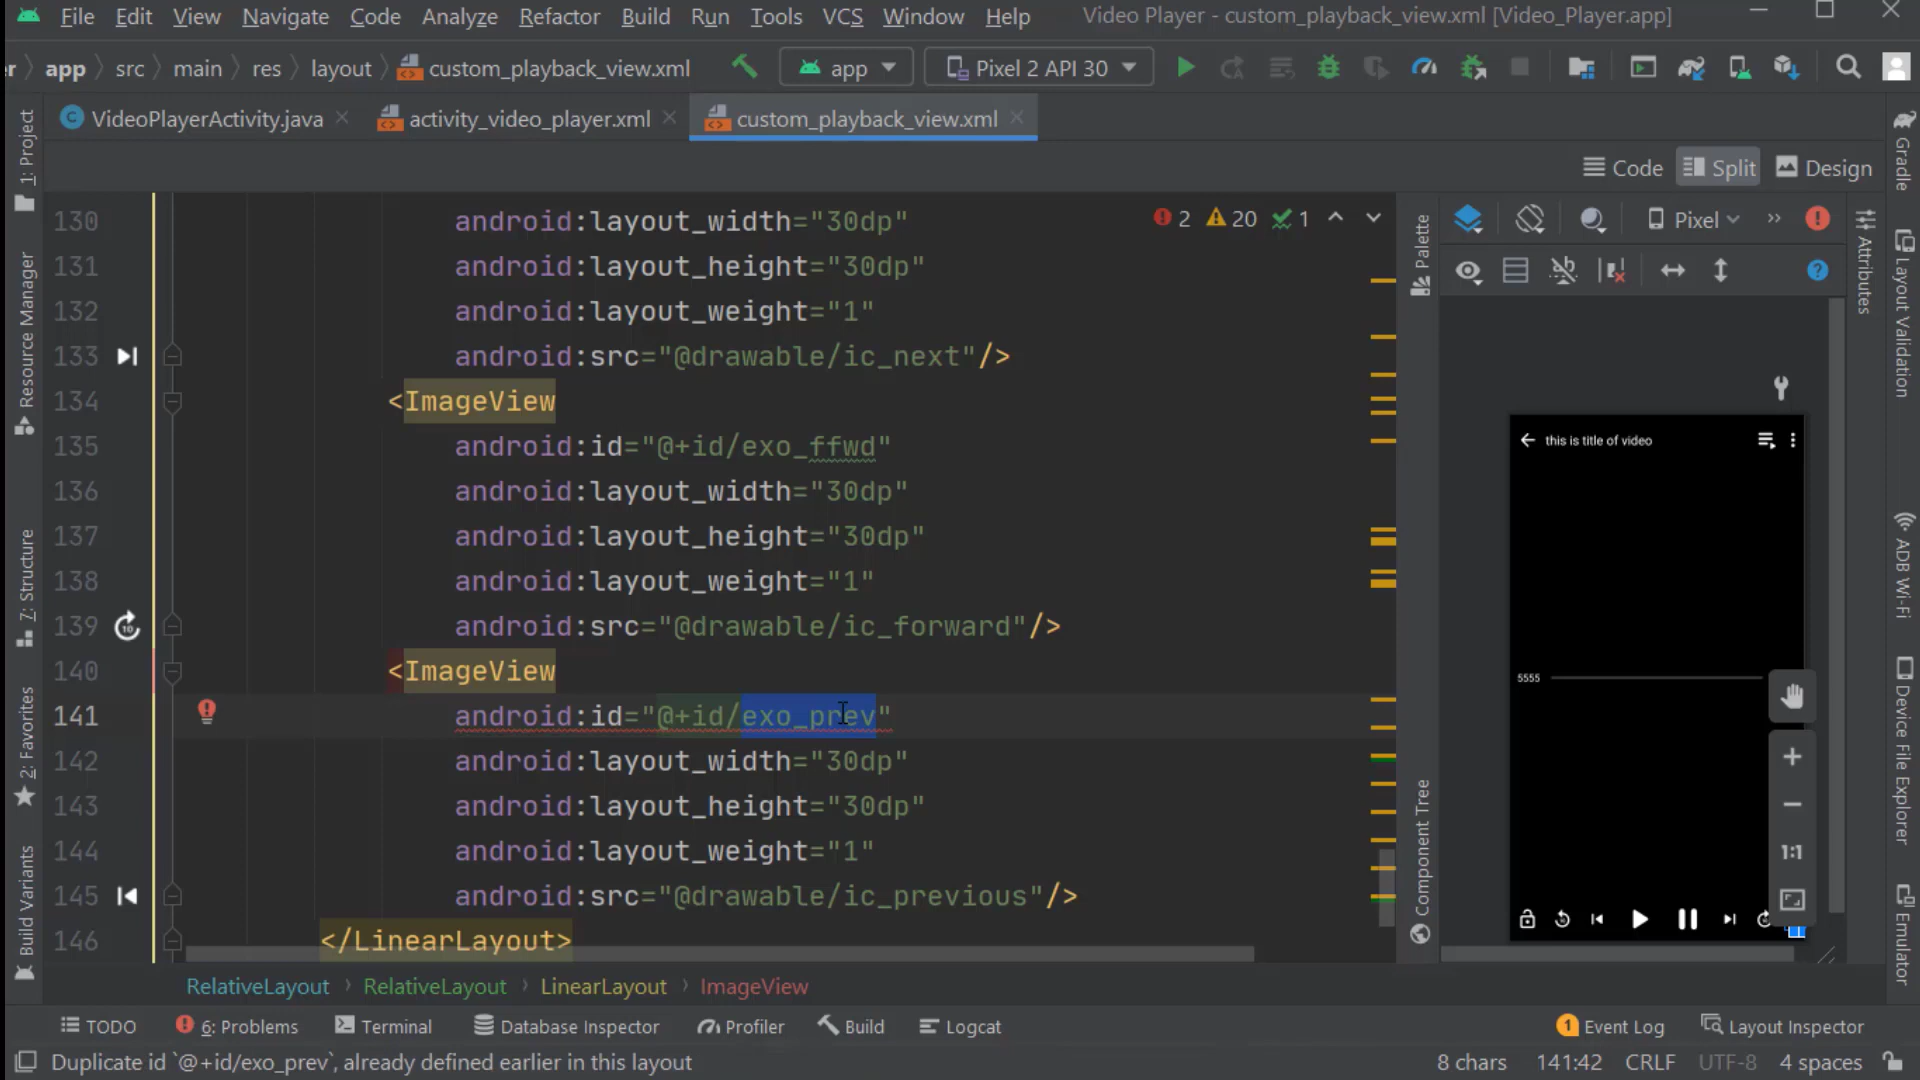 File Edit View Navigate Code Analyze Refactor Build Run Tools VCS Window Help Video Player - custom_playback_view.xml [Video_Player.app]
r app src main res layout custom_playback_view.xml app Pixel 2 API 30
VideoPlayerActivity.java activity_video_player.xml custom_playback_view.xml
Code Split Design
130 android:layout_width="30dp" 2 20 1
131 android:layout_height="30dp"
132 android:layout_weight="1"
133 android:src="@drawable/ic_next"/>
134 <ImageView
135 android:id="@+id/exo_ffwd"
136 android:layout_width="30dp"
137 android:layout_height="30dp"
138 android:layout_weight="1"
139 android:src="@drawable/ic_forward"/>
140 <ImageView
141 android:id="@+id/exo_prev"
142 android:layout_width="30dp"
143 android:layout_height="30dp"
144 android:layout_weight="1"
145 android:src="@drawable/ic_previous"/>
146 </LinearLayout>
RelativeLayout RelativeLayout LinearLayout ImageView
1: Project
Resource Manager
7: Structure
2: Favorites
Build Variants
Palette
Component Tree
Pixel
this is title of video
5555
1:1
Attributes
Gradle
Layout Validation
ADB Wi-Fi
Device File Explorer
Emulator
TODO 6: Problems Terminal Database Inspector Profiler Build Logcat 1 Event Log Layout Inspector
Duplicate id `@+id/exo_prev`, already defined earlier in this layout 8 chars 141:42 CRLF UTF-8 4 spaces